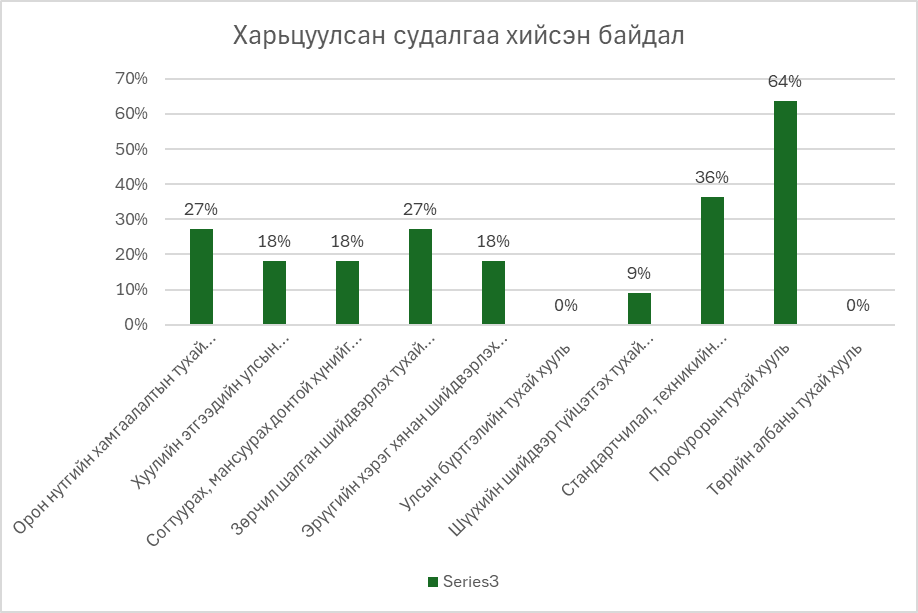 Харьцуулсан судалгаа хийсэн байдал
70%
60%
50%
40%
30%
20%
10%
0%
27%
18%
18%
27%
18%
0%
9%
36%
64%
0%
Орон нутгийн хамгаалалтын тухай...
Хуулийн этгээдийн улсын...
Согтуурах, мансуурах донтой хүнийг...
Зөрчил шалган шийдвэрлэх тухай...
Эрүүгийн хэрэг хянан шийдвэрлэх...
Улсын бүртгэлийн тухай хууль
Шүүхийн шийдвэр гүйцэтгэх тухай...
Стандартчилал, техникийн...
Прокурорын тухай хууль
Төрийн албаны тухай хууль
Series3